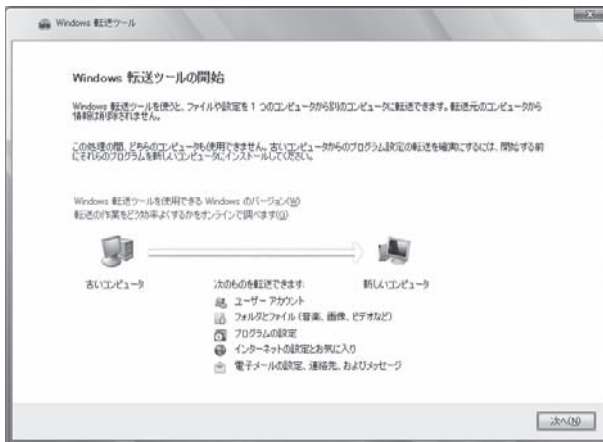 Windows 転送ツール
Windows 転送ツールの開始
Windows 転送ツールを使うと、ファイルや設定を 1 つのコンピュータから別のコンピュータに転送できます。転送元のコンピュータから
情報は削除されません。
この処理の間、どちらのコンピュータも使用できません。古いコンピュータからのプログラム設定の転送を確実にするには、開始する前
にそれらのプログラムを新しいコンピュータにインストールしてください。
Windows 転送ツールを使用できる Windows のバージョン(W)
転送の作業をどう効率よくするかをオンラインで調べます(G)
古いコンピュータ
次のものを転送できます:
新しいコンピュータ
ユーザー アカウント
フォルダとファイル (音楽、画像、ビデオなど)
プログラムの設定
インターネットの設定とお気に入り
電子メールの設定、連絡先、およびメッセージ
次へ(N)